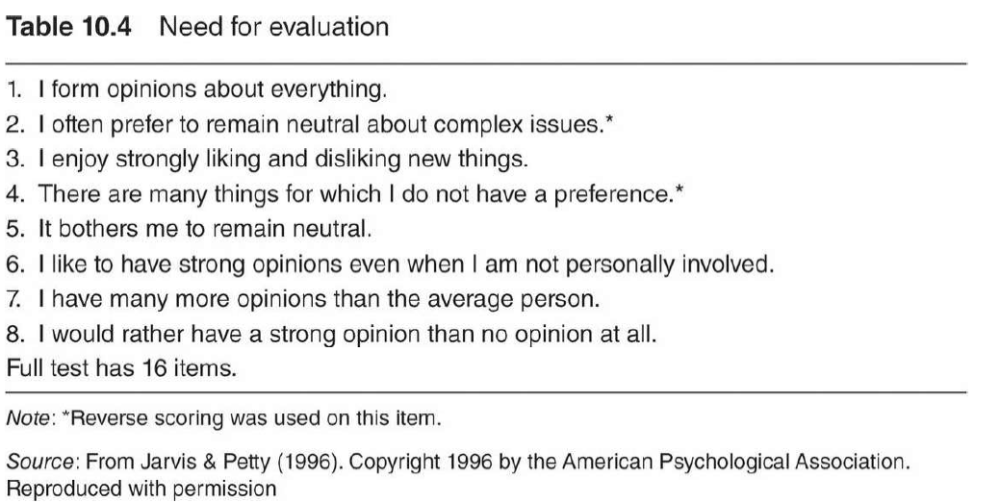 Table 10.4 Need for evaluation
1. I form opinions about everything.
2. I often prefer to remain neutral about complex issues.*
3. I enjoy strongly liking and disliking new things.
4. There are many things for which I do not have a preference.*
5. It bothers me to remain neutral.
6. I like to have strong opinions even when I am not personally involved.
7. I have many more opinions than the average person.
8. I would rather have a strong opinion than no opinion at all.
Full test has 16 items.
Note: *Reverse scoring was used on this item.
Source: From Jarvis & Petty (1996). Copyright 1996 by the American Psychological Association.
Reproduced with permission